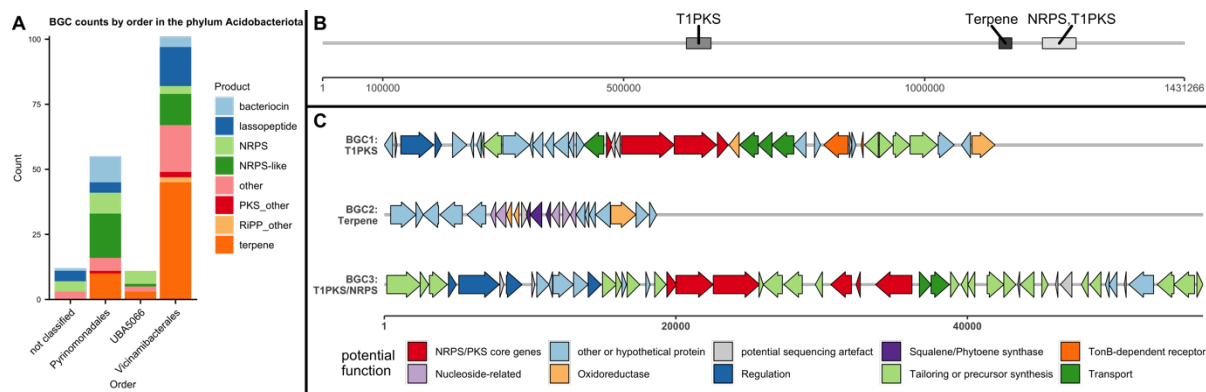 A
BGC counts by order in the phylum Acidobacteriota
100
75
50
25
0
Count
not classified
Pyrinomonadales
UBA5066
Vicinamibacterales
Order
Product
bacteriocin
lassopeptide
NRPS
NRPS-like
other
PKS_other
RiPP_other
terpene
B
T1PKS
Terpene
NRPS,T1PKS
1
100000
500000
1000000
1431266
C
BGC1:
T1PKS
BGC2:
Terpene
BGC3:
T1PKS/NRPS
1
20000
40000
potential
function
NRPS/PKS core genes
other or hypothetical protein
potential sequencing artefact
Squalene/Phytoene synthase
TonB-dependent receptor
Nucleoside-related
Oxidoreductase
Regulation
Tailoring or precursor synthesis
Transport